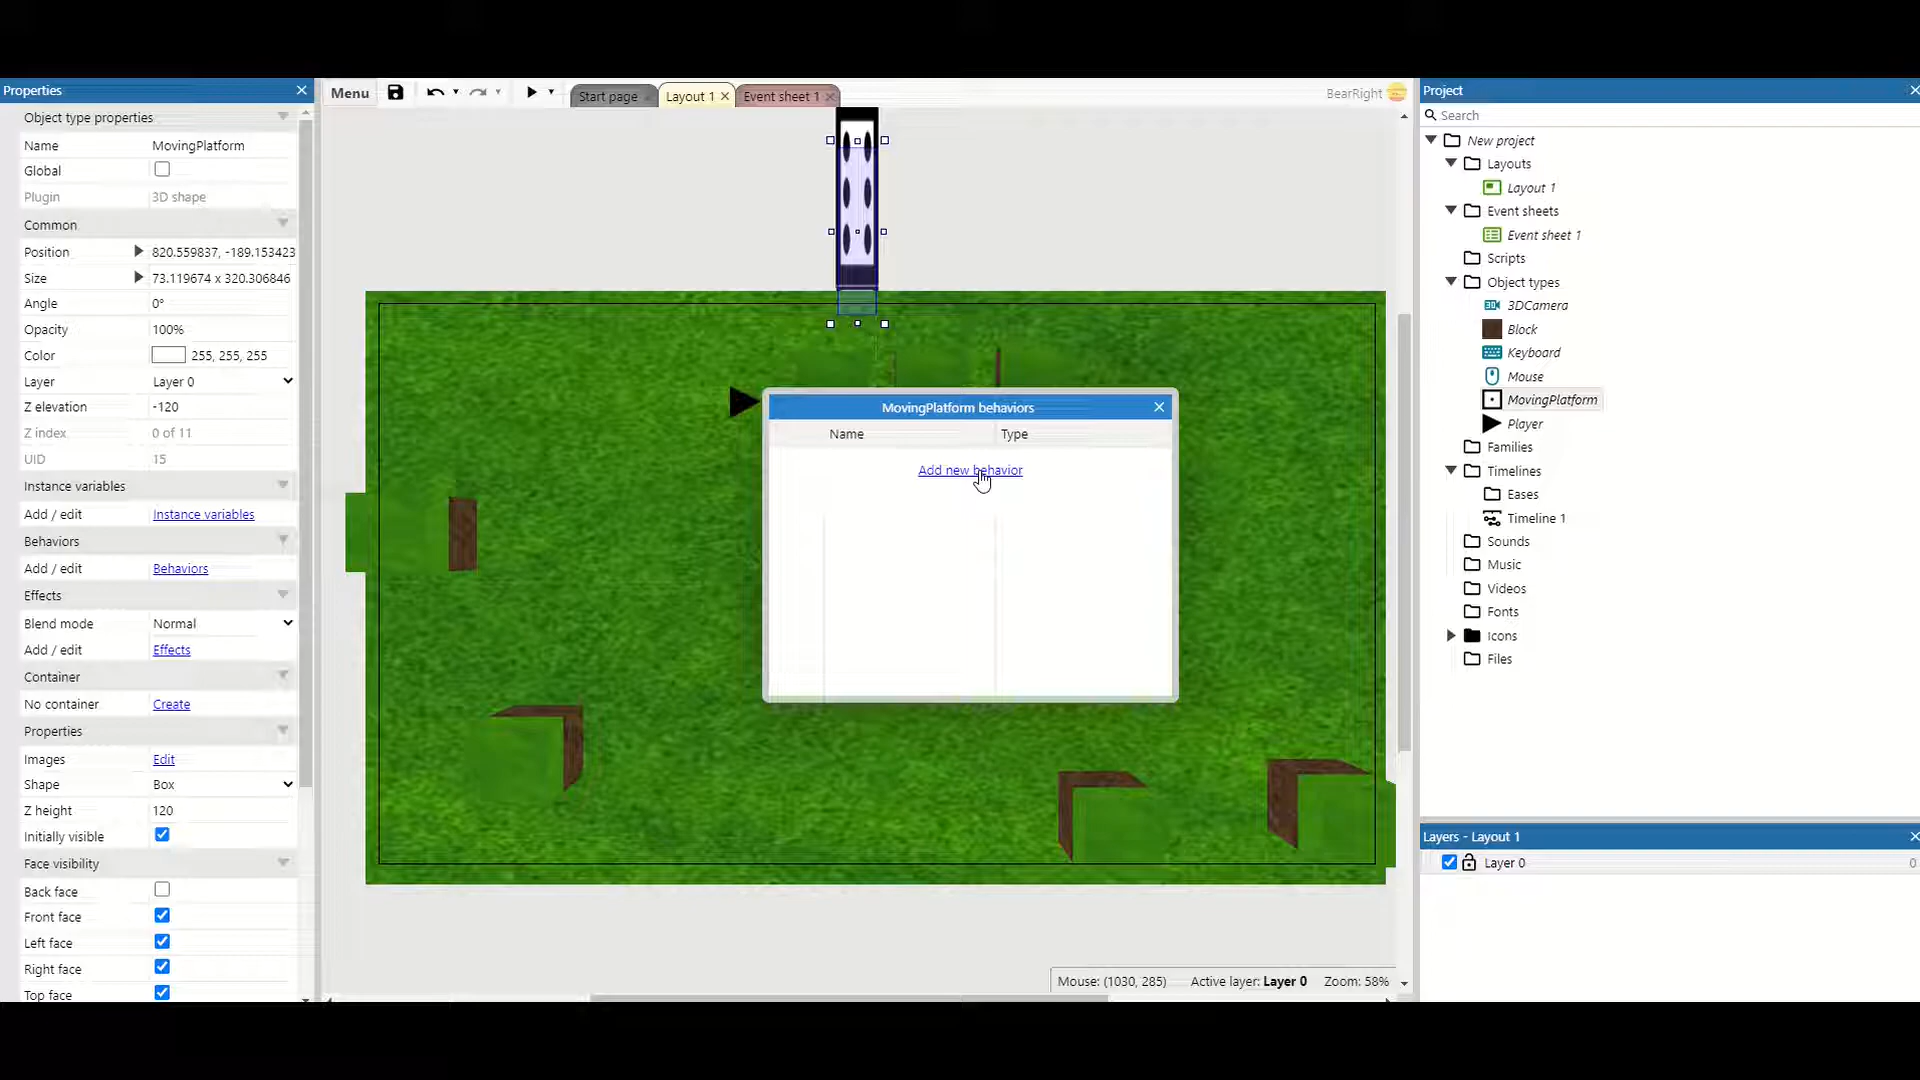 Properties
Object type properties
Name MovingPlatform
Global
Plugin 3D shape
Common
Position 820.559837, -189.153423
Size 73.119674 x 320.306846
Angle 0°
Opacity 100%
Color 255, 255, 255
Layer Layer 0
Z elevation -120
Z index 0 of 11
UID 15
Instance variables
Add / edit Instance variables
Behaviors
Add / edit Behaviors
Effects
Blend mode Normal
Add / edit Effects
Container
No container Create
Properties
Images Edit
Shape Box
Z height 120
Initially visible
Face visibility
Back face
Front face
Left face
Right face
Top face
Menu
Start page
Layout 1
Event sheet 1
BearRight
MovingPlatform behaviors
Name Type
Add new behavior
Mouse: (1030, 285) Active layer: Layer 0 Zoom: 58%
Project
Search
New project
Layouts
Layout 1
Event sheets
Event sheet 1
Scripts
Object types
3DCamera
Block
Keyboard
Mouse
MovingPlatform
Player
Families
Timelines
Eases
Timeline 1
Sounds
Music
Videos
Fonts
Icons
Files
Layers - Layout 1
Layer 0 0